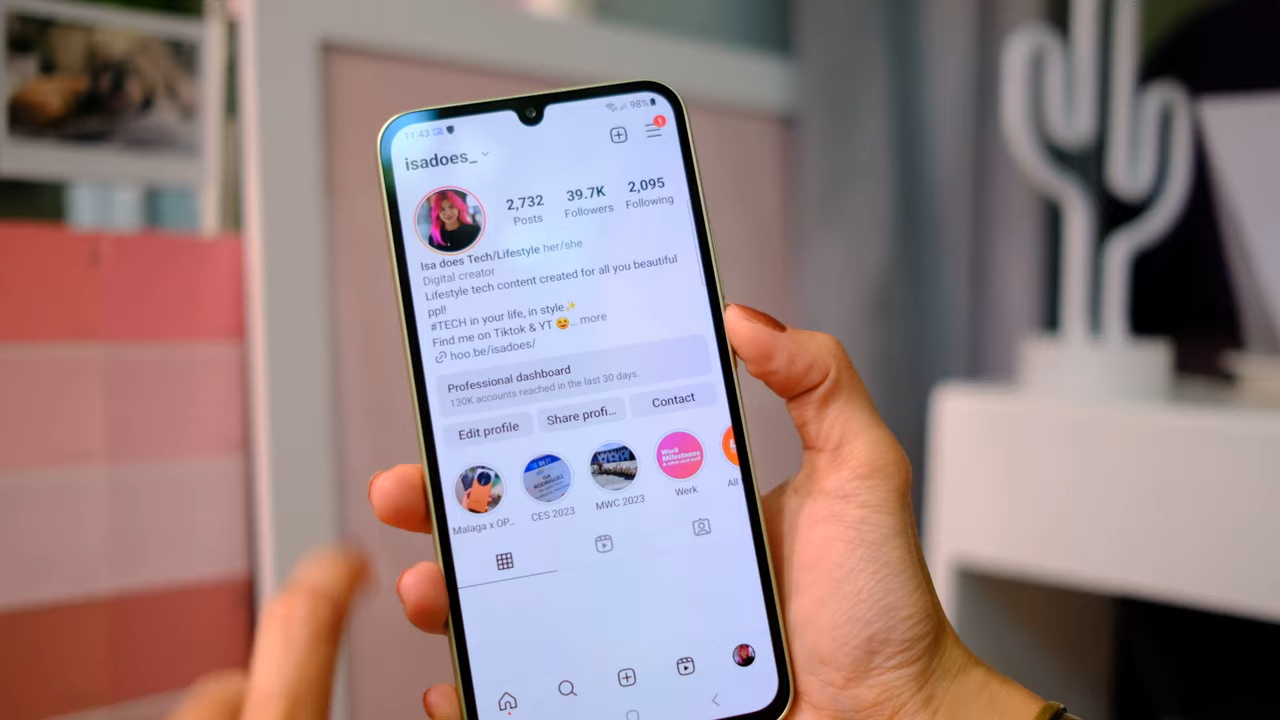 11:43
98%
isadoes_
1
2,732
39.7K
2,095
Posts
Followers
Following
Isa does Tech/Lifestyle her/she
Digital creator
Lifestyle tech content created for all you beautiful
ppl!
#TECH in your life, in style✨
Find me on Tiktok & YT 😉... more
hoo.be/isadoes/
Professional dashboard
130K accounts reached in the last 30 days.
Edit profile
Share profi...
Contact
Work
Milestones
Malaga x OP...
CES 2023
MWC 2023
Werk
All